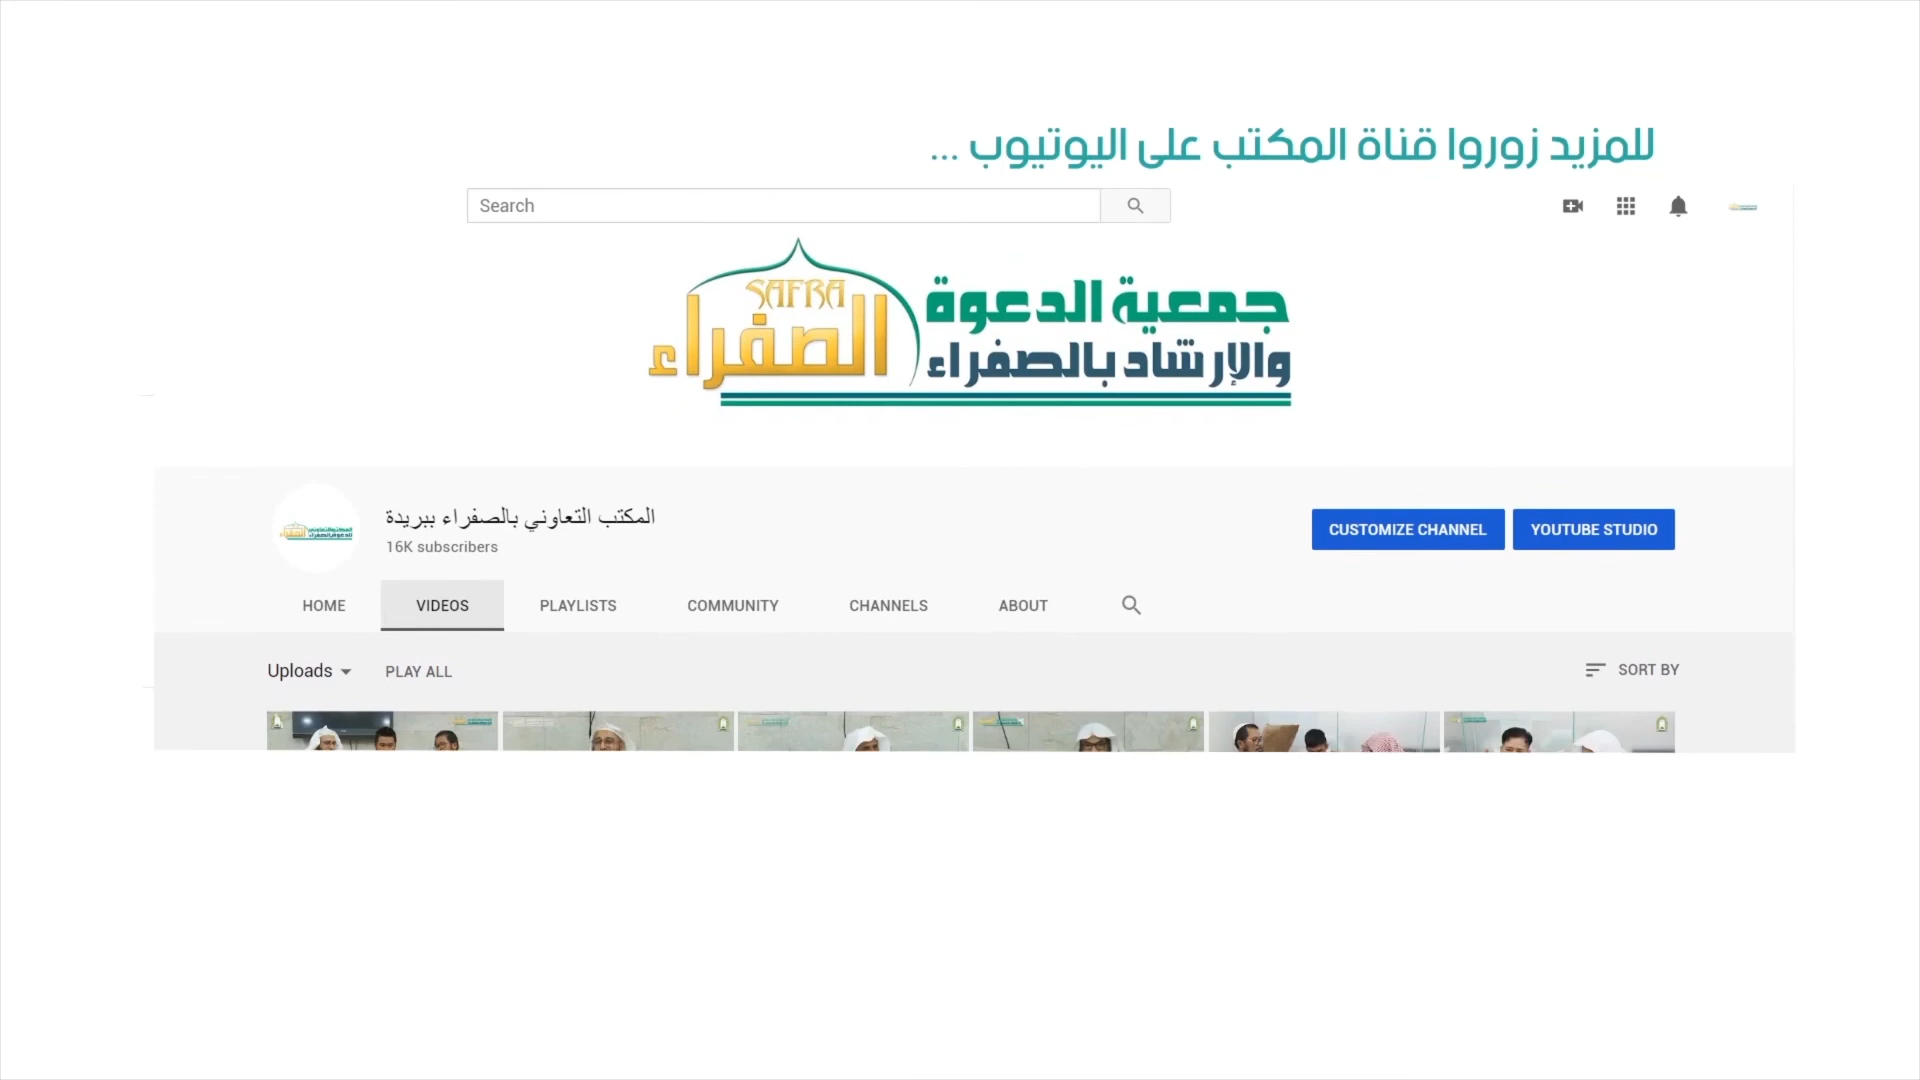 للمزيد زوروا قناة المكتب على اليوتيوب ...
Search
SAFRA
الصفراء
جمعية الدعوة
والإرشاد بالصفراء
المكتب التعاوني بالصفراء ببريدة
16K subscribers
CUSTOMIZE CHANNEL
YOUTUBE STUDIO
HOME
VIDEOS
PLAYLISTS
COMMUNITY
CHANNELS
ABOUT
Uploads
PLAY ALL
SORT BY